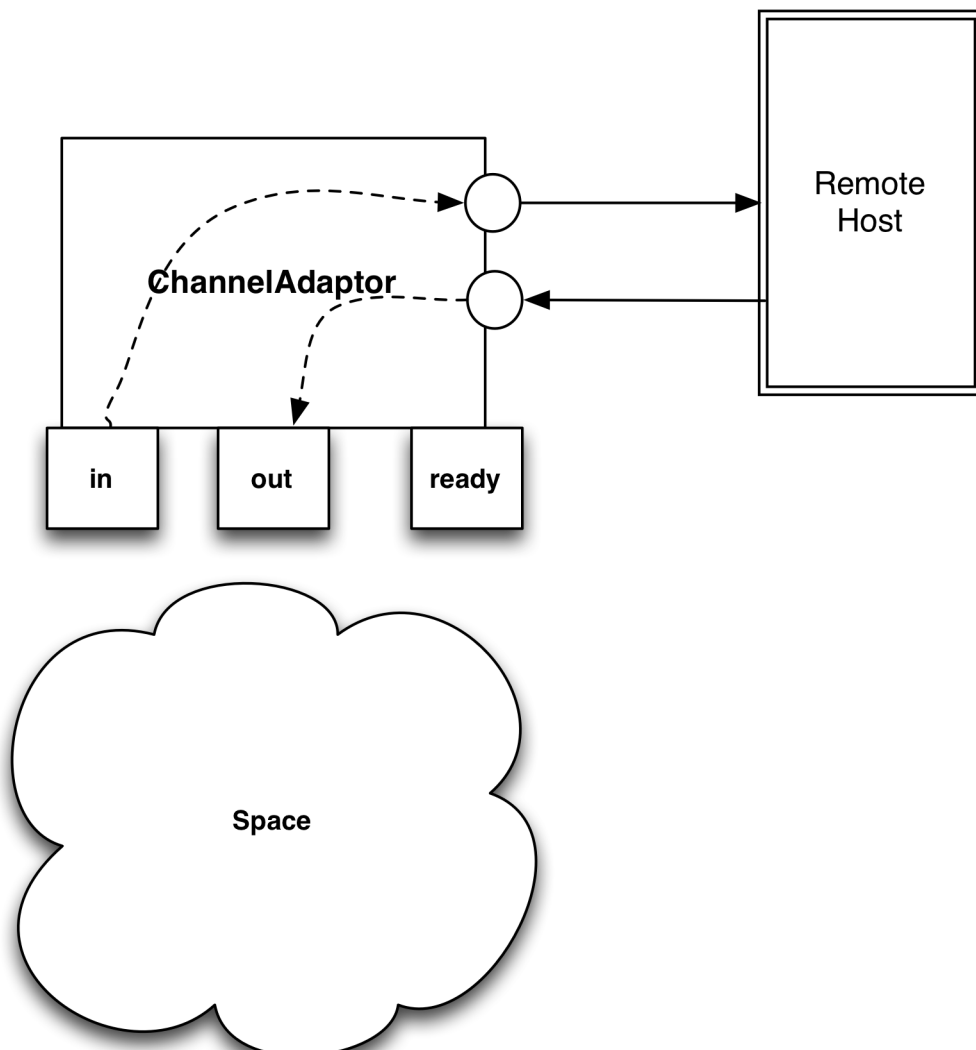 Remote
Host
ChannelAdaptor
in
out
ready
Space